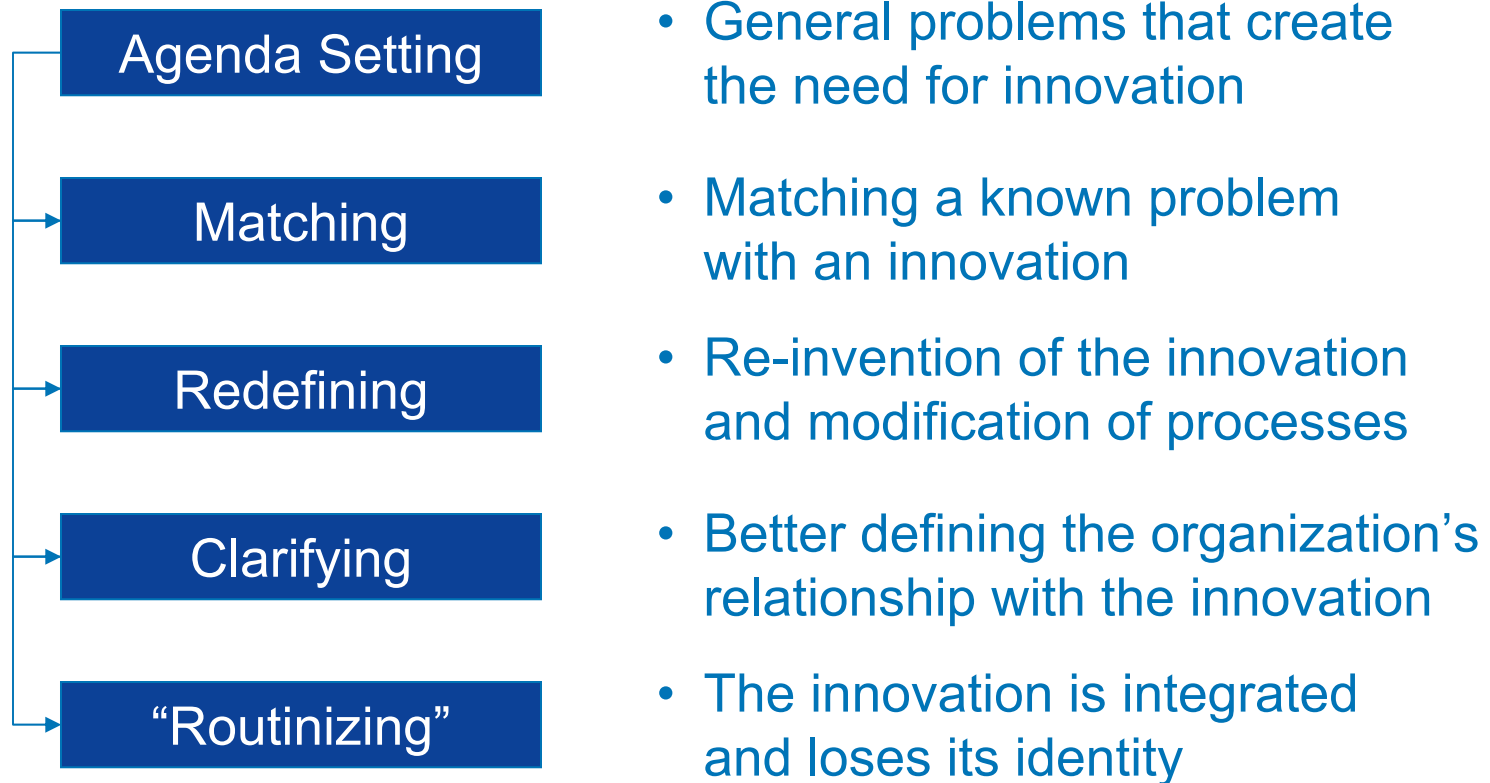 Agenda Setting
• General problems that create
the need for innovation
Matching
• Matching a known problem
with an innovation
Redefining
• Re-invention of the innovation
and modification of processes
Clarifying
• Better defining the organization’s
relationship with the innovation
“Routinizing”
• The innovation is integrated
and loses its identity